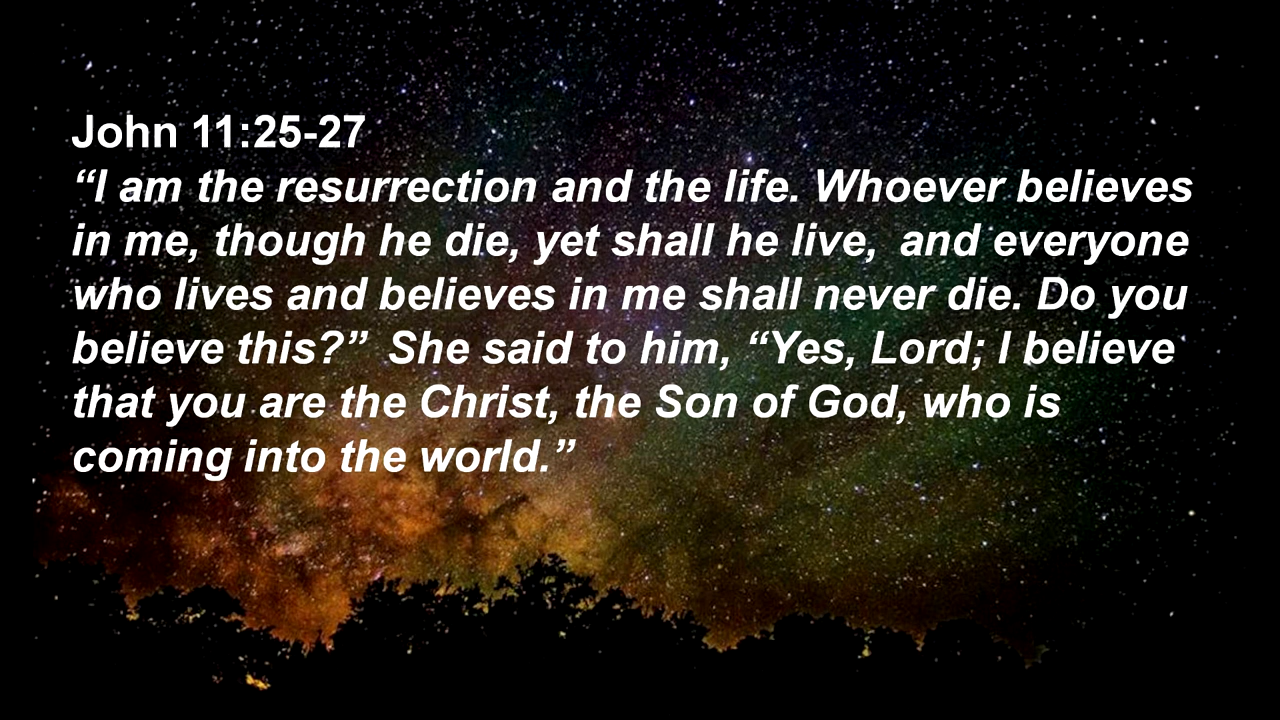 John 11:25-27
“I am the resurrection and the life. Whoever believes
in me, though he die, yet shall he live,  and everyone
who lives and believes in me shall never die. Do you
believe this?”  She said to him, “Yes, Lord; I believe
that you are the Christ, the Son of God, who is
coming into the world.”